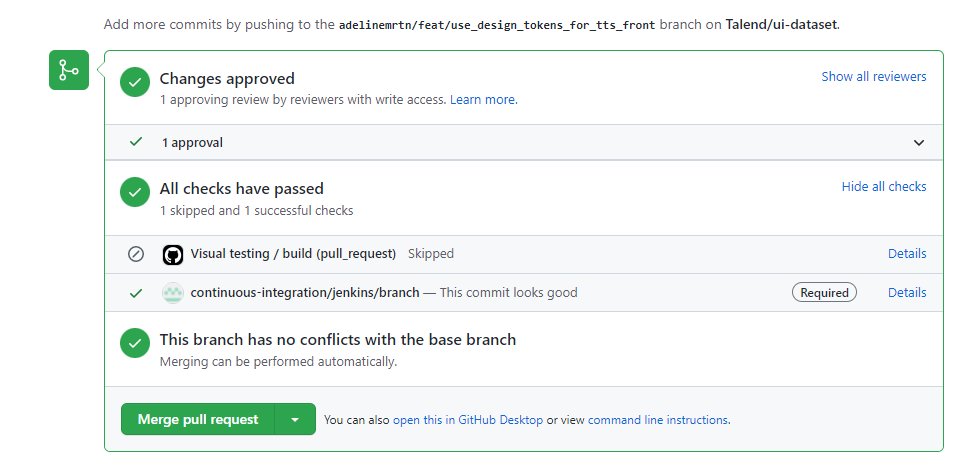 Add more commits by pushing to the adelinemrtn/feat/use_design_tokens_for_tts_front branch on Talend/ui-dataset.
Changes approved
Show all reviewers
1 approving review by reviewers with write access. Learn more.
1 approval
All checks have passed
Hide all checks
1 skipped and 1 successful checks
Visual testing / build (pull_request) Skipped Details
continuous-integration/jenkins/branch — This commit looks good Required Details
This branch has no conflicts with the base branch
Merging can be performed automatically.
Merge pull request You can also open this in GitHub Desktop or view command line instructions.